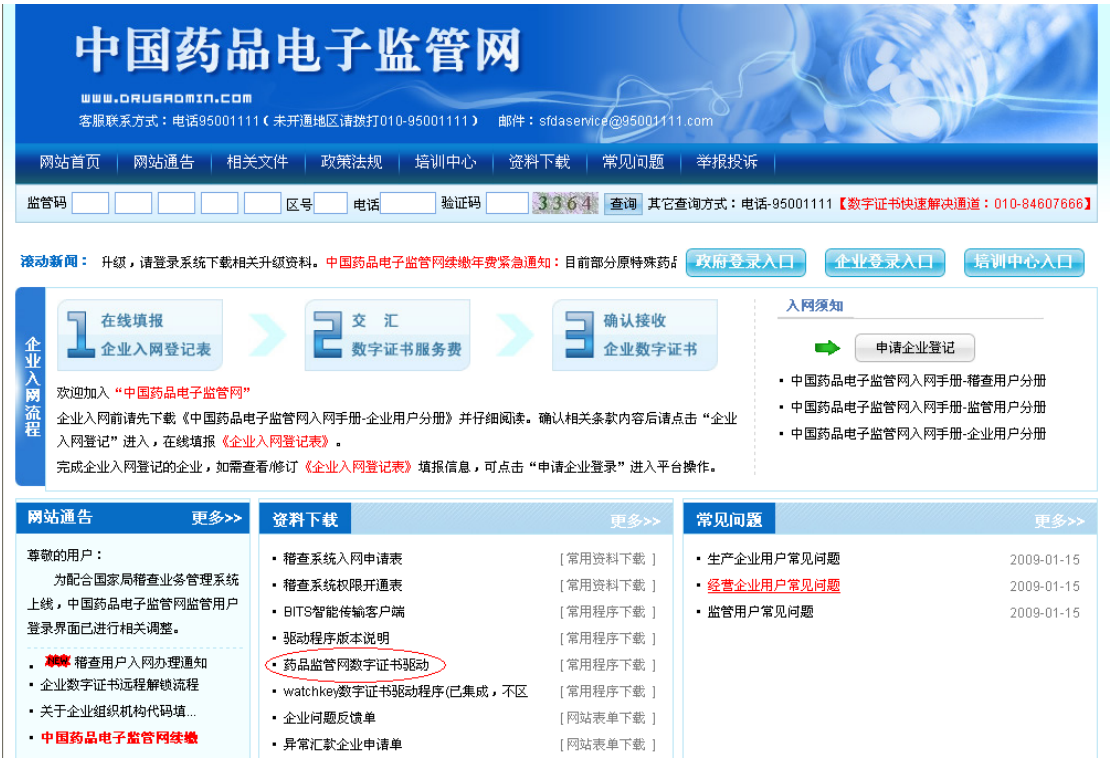 中国药品电子监管网
www.DRUGADMIN.COM
客服联系方式：电话95001111（未开通地区请拨打010-95001111） 邮件：sfdaservice@95001111.com
网站首页 网站通告 相关文件 政策法规 培训中心 资料下载 常见问题 举报投诉
监管码 区号 电话 验证码 3364 查询 其它查询方式：电话-95001111【数字证书快速解决通道：010-84607666】
滚动新闻： 升级，请登录系统下载相关升级资料。中国药品电子监管网续缴年费紧急通知：目前部分原特殊药品 政府登录入口 企业登录入口 培训中心入口
企业入网流程
1 在线填报
企业入网登记表
2 交 汇
数字证书服务费
3 确认接收
企业数字证书
欢迎加入“中国药品电子监管网”
企业入网前请先下载《中国药品电子监管网入网手册-企业用户分册》并仔细阅读。确认相关条款内容后请点击“企业
入网登记”进入，在线填报《企业入网登记表》。
完成企业入网登记的企业，如需查看/修订《企业入网登记表》填报信息，可点击“申请企业登录”进入平台操作。
入网须知
申请企业登记
▪ 中国药品电子监管网入网手册-稽查用户分册
▪ 中国药品电子监管网入网手册-监管用户分册
▪ 中国药品电子监管网入网手册-企业用户分册
网站通告 更多>>
尊敬的用户：
为配合国家局稽查业务管理系统
上线，中国药品电子监管网监管用户
登录界面已进行相关调整。
稽查用户入网办理通知
▪ 企业数字证书远程解锁流程
▪ 关于企业组织机构代码填...
▪ 中国药品电子监管网续缴
资料下载 更多>>
▪ 稽查系统入网申请表 [ 常用资料下载 ]
▪ 稽查系统权限开通表 [ 常用资料下载 ]
▪ BITS智能传输客户端 [ 常用程序下载 ]
▪ 驱动程序版本说明 [ 常用程序下载 ]
▪ 药品监管网数字证书驱动 [ 常用程序下载 ]
▪ watchkey数字证书驱动程序(已集成，不区 [ 常用程序下载 ]
▪ 企业问题反馈单 [ 网站表单下载 ]
▪ 异常汇款企业申请单 [ 网站表单下载 ]
常见问题 更多>>
▪ 生产企业用户常见问题 2009-01-15
▪ 经营企业用户常见问题 2009-01-15
▪ 监管用户常见问题 2009-01-15